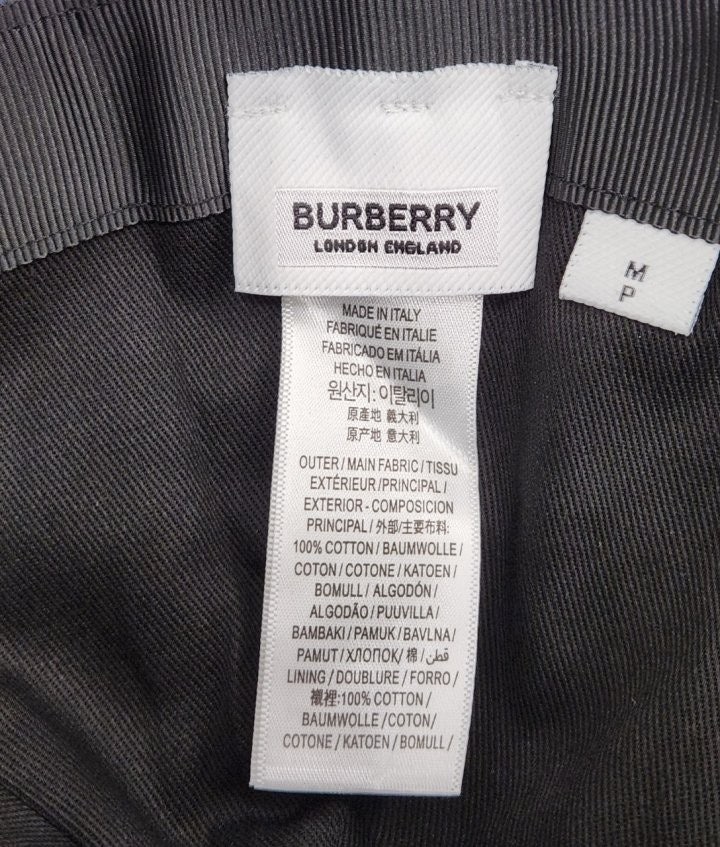 BURBERRY
LONDON ENGLAND
M
P
MADE IN ITALY
FABRIQUÉ EN ITALIE
FABRICADO EM ITÁLIA
HECHO EN ITALIA
원산지: 이탈리아
原產地 義大利
原产地 意大利
OUTER / MAIN FABRIC / TISSU
EXTÉRIEUR / PRINCIPAL /
EXTERIOR - COMPOSICION
PRINCIPAL / 外部/主要布料:
100% COTTON / BAUMWOLLE /
COTON / COTONE / KATOEN /
BOMULL / ALGODÓN /
ALGODÃO / PUUVILLA /
BAMBAKI / PAMUK / BAVLNA /
PAMUT / ХЛОПОК/ 棉 / قطن /
LINING / DOUBLURE / FORRO /
襯裡:100% COTTON /
BAUMWOLLE / COTON /
COTONE / KATOEN / BOMULL /